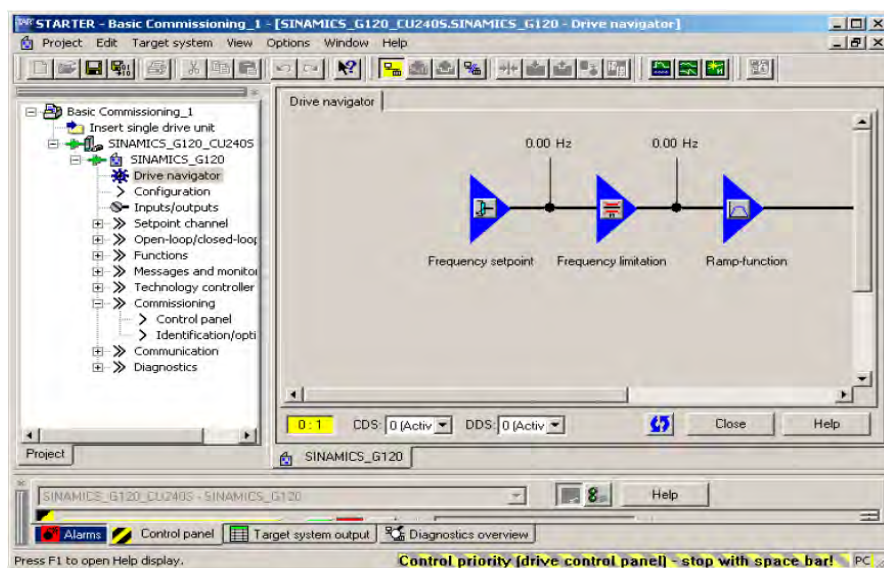 STARTER - Basic Commissioning_1 - [SINAMICS_G120_CU240S.SINAMICS_G120 - Drive navigator]
Project Edit Target system View Options Window Help
Basic Commissioning_1
Insert single drive unit
SINAMICS_G120_CU240S
SINAMICS_G120
Drive navigator
Configuration
Inputs/outputs
Setpoint channel
Open-loop/closed-loop
Functions
Messages and monitor
Technology controller
Commissioning
Control panel
Identification/opti
Communication
Diagnostics
Project
Drive navigator
0.00 Hz 0.00 Hz
Frequency setpoint Frequency limitation Ramp-function
0 : 1 CDS: 0 (Activ DDS: 0 (Activ Close Help
SINAMICS_G120
SINAMICS_G120_CU240S - SINAMICS_G120 Help
Alarms Control panel Target system output Diagnostics overview
Press F1 to open Help display. Control priority (drive control panel) - stop with space bar! PC